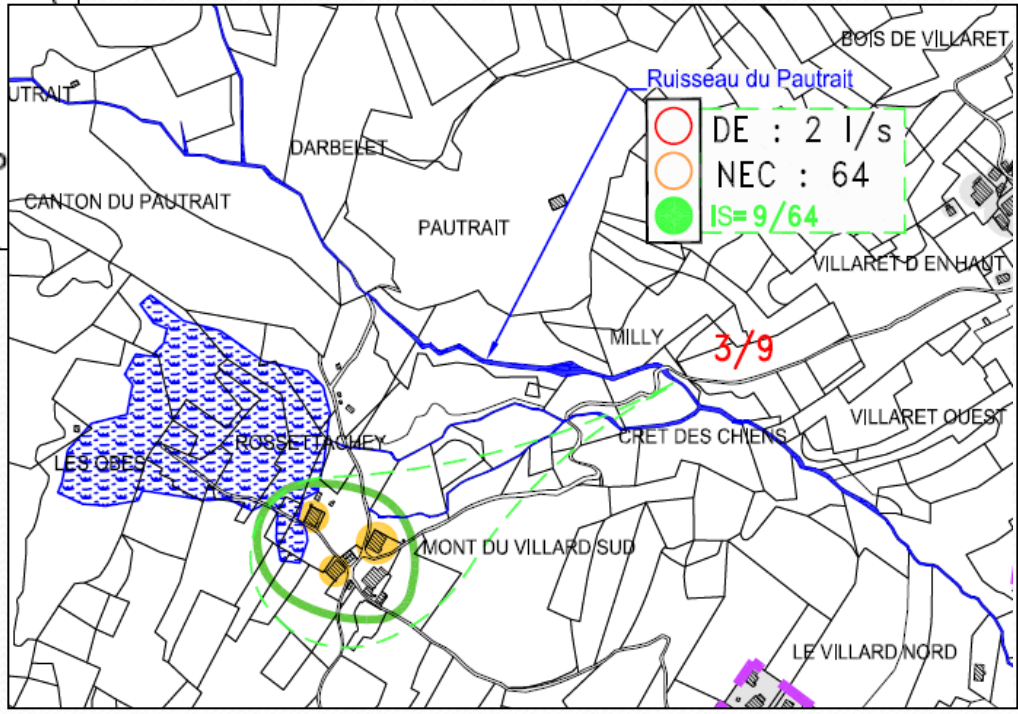 BOIS DE VILLARET
Ruisseau du Pautrait
UTRAIT
DE : 2 l/s
DARBELET
NEC : 64
CANTON DU PAUTRAIT
IS= 9/64
PAUTRAIT
VILLARET D EN HAUT
MILLY
3/9
VILLARET OUEST
CRET DES CHIENS
ROSSETTACHEY
LES OBES
MONT DU VILLARD SUD
LE VILLARD NORD